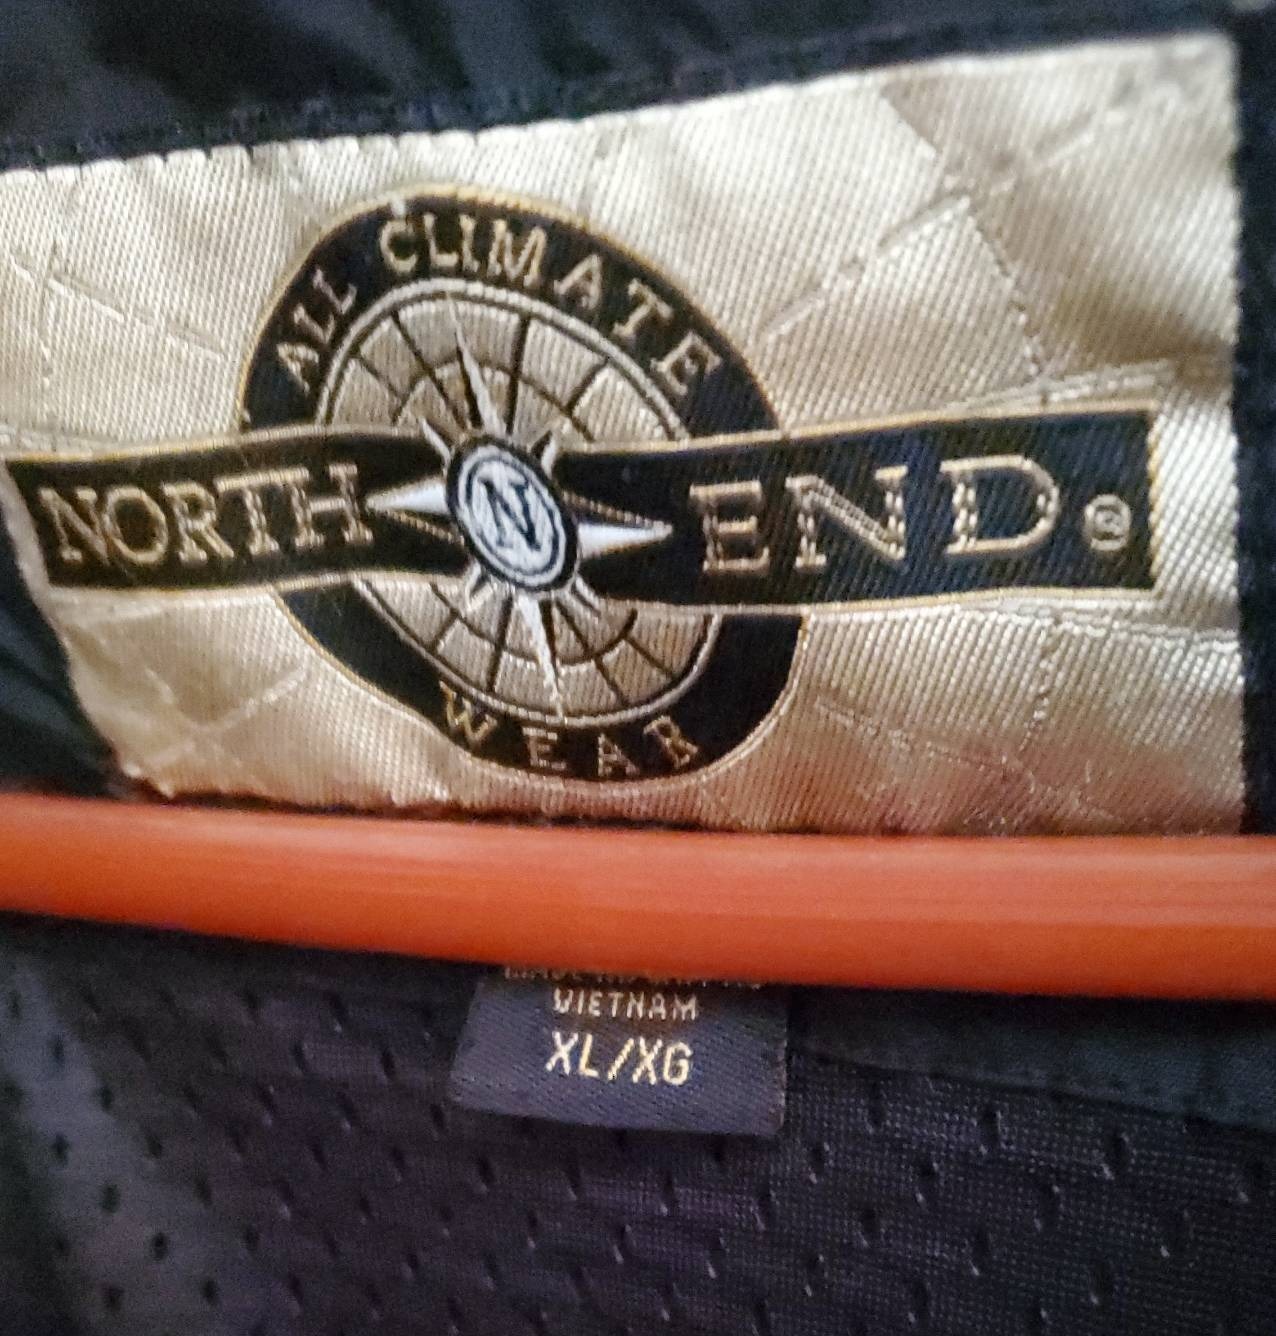 ALL CLIMATE
NORTH N END®
WEAR
VIETNAM
XL/XG